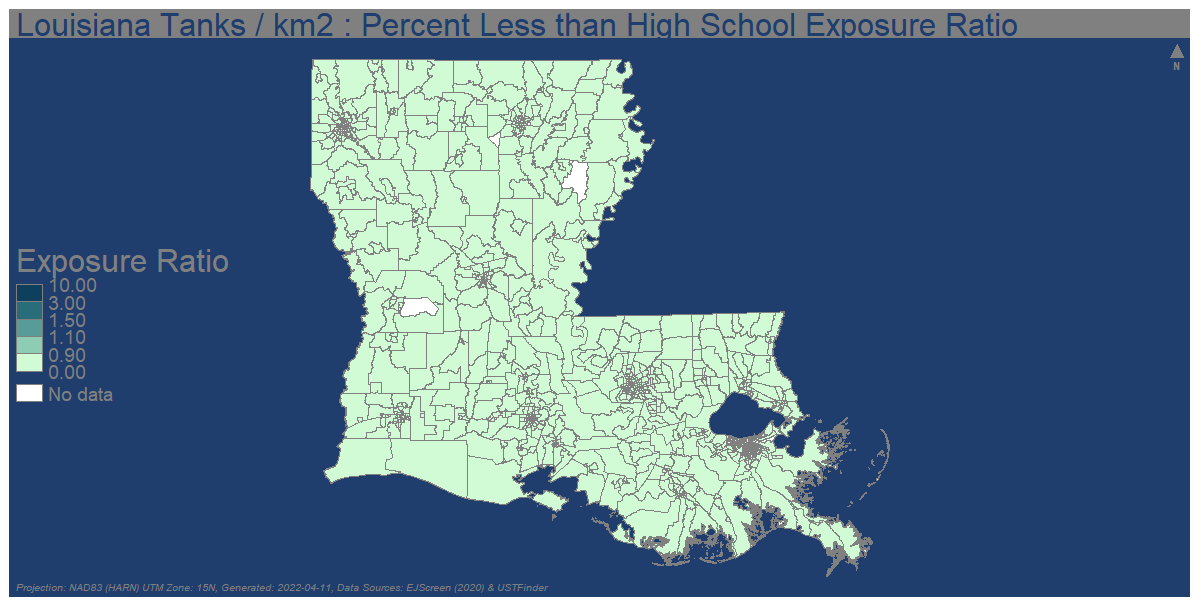 Louisiana Tanks / km2 : Percent Less than High School Exposure Ratio
N
Exposure Ratio
10.00
3.00
1.50
1.10
0.90
0.00
No data
Projection: NAD83 (HARN) UTM Zone: 15N, Generated: 2022-04-11, Data Sources: EJScreen (2020) & USTFinder